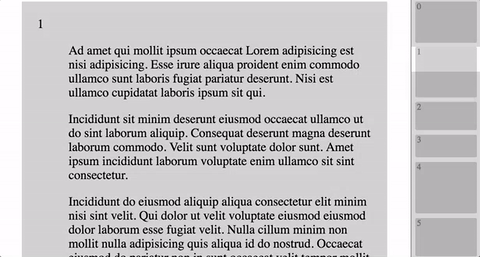 1
Ad amet qui mollit ipsum occaecat Lorem adipisicing est
nisi adipisicing. Esse irure aliqua proident enim commodo
ullamco sunt laboris fugiat pariatur deserunt. Nisi est
ullamco cupidatat laboris ipsum sit qui.
Incididunt sit minim deserunt eiusmod occaecat ullamco ut
do sint laborum aliquip. Consequat deserunt magna deserunt
laborum commodo. Velit sunt voluptate dolor sunt. Amet
ipsum incididunt laborum voluptate enim ullamco sit sint
consectetur.
Incididunt do eiusmod aliquip aliqua consectetur elit minim
nisi sint velit. Qui dolor ut velit voluptate eiusmod eiusmod
dolor laborum esse fugiat velit. Nulla cillum minim non
mollit nulla adipisicing quis aliqua id do nostrud. Occaecat
0
1
2
3
4
5